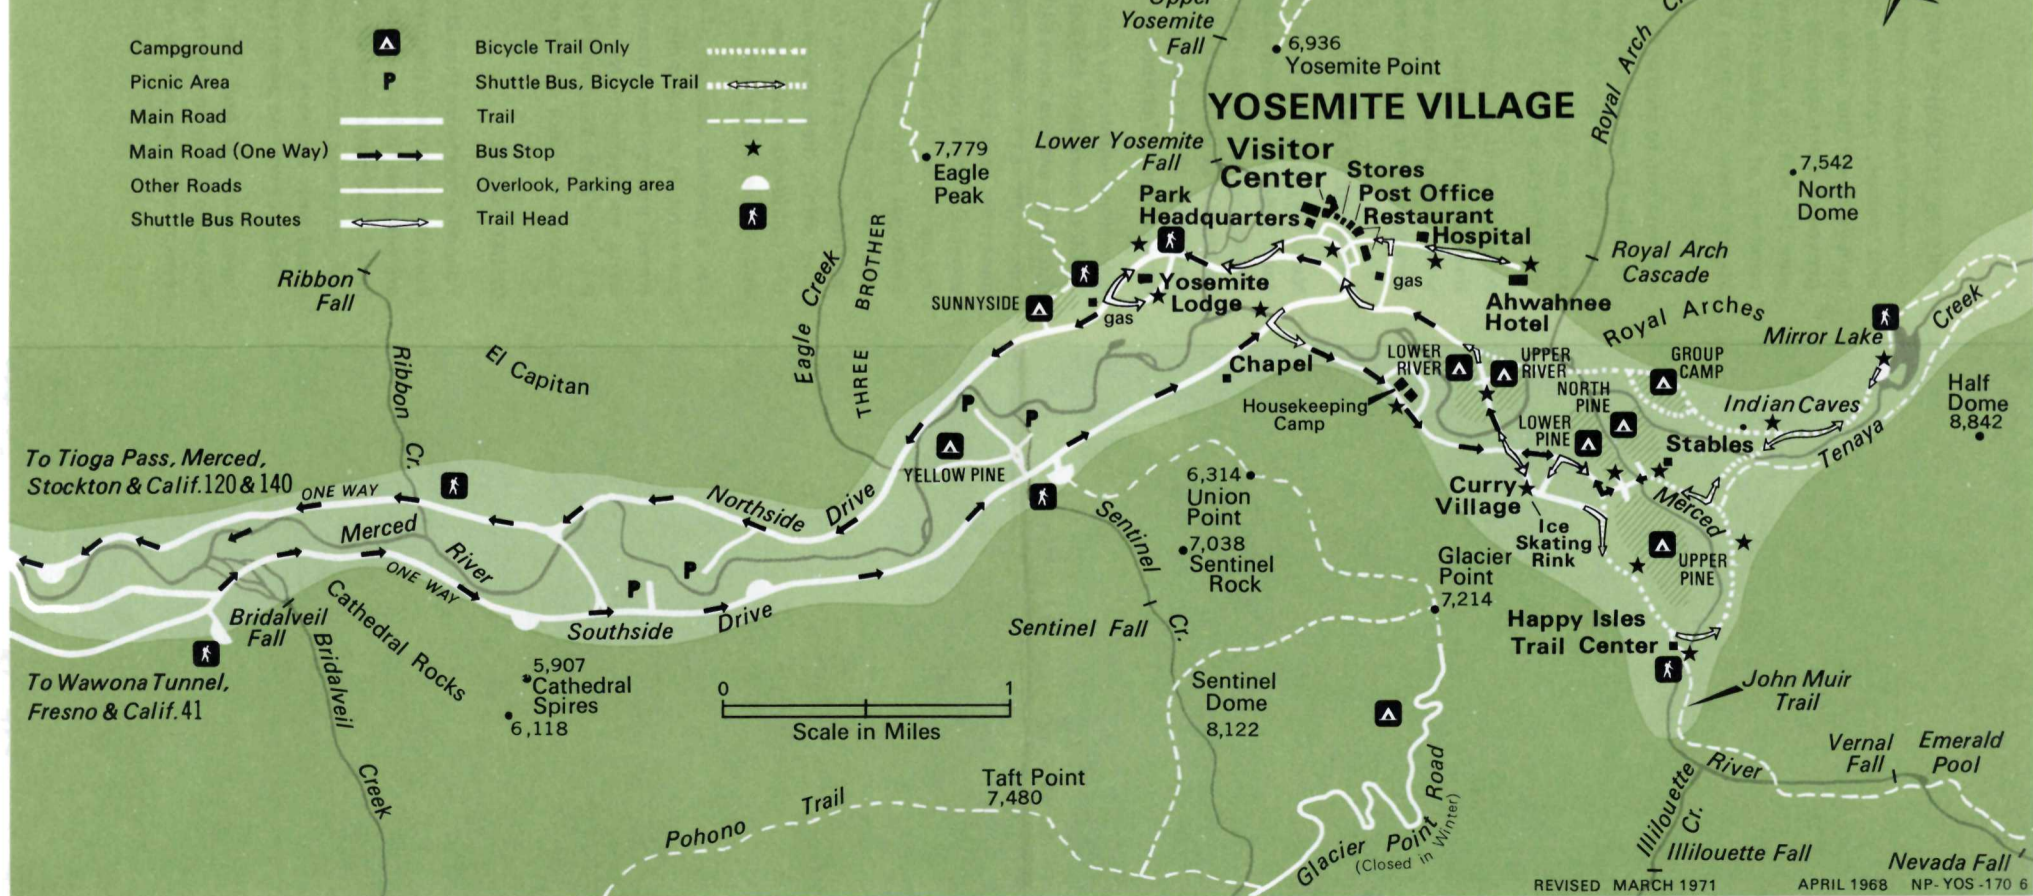 Campground
Picnic Area
P
Main Road
Main Road (One Way)
Other Roads
Shuttle Bus Routes
Bicycle Trail Only
Shuttle Bus, Bicycle Trail
Trail
Bus Stop
Overlook, Parking area
Trail Head
Upper
Yosemite
Fall
6,936
Yosemite Point
YOSEMITE VILLAGE
Royal Arch Cr.
Lower Yosemite
Fall
Visitor
Center
Stores
Post Office
Restaurant
Park
Headquarters
Hospital
7,779
Eagle
Peak
7,542
North
Dome
Royal Arch
Cascade
Ribbon
Fall
Ribbon Cr.
El Capitan
Eagle Creek
THREE BROTHER
SUNNYSIDE
gas
Yosemite
Lodge
gas
Ahwahnee
Hotel
Royal Arches
Mirror Lake
Creek
Tenaya
Chapel
LOWER
RIVER
UPPER
RIVER
NORTH
PINE
GROUP
CAMP
Half
Dome
8,842
Housekeeping
Camp
LOWER
PINE
Indian Caves
Stables
P
P
YELLOW PINE
To Tioga Pass, Merced,
Stockton & Calif.120 & 140
ONE WAY
Merced
River
Northside
Drive
6,314
Union
Point
7,038
Sentinel
Rock
Sentinel
Cr.
Curry
Village
Ice
Skating
Rink
Merced
UPPER
PINE
Glacier
Point
7,214
P
P
ONE WAY
Southside
Drive
Bridalveil
Fall
Bridalveil
Creek
Cathedral Rocks
5,907
Cathedral
Spires
6,118
To Wawona Tunnel,
Fresno & Calif.41
Sentinel Fall
Happy Isles
Trail Center
0
1
Scale in Miles
Sentinel
Dome
8,122
John Muir
Trail
Taft Point
7,480
Pohono
Trail
Glacier Point
Road
(Closed in Winter)
Vernal
Fall
Emerald
Pool
River
Illilouette
Cr.
Illilouette Fall
Nevada Fall
REVISED MARCH 1971
APRIL 1968
NP-YOS-170 6